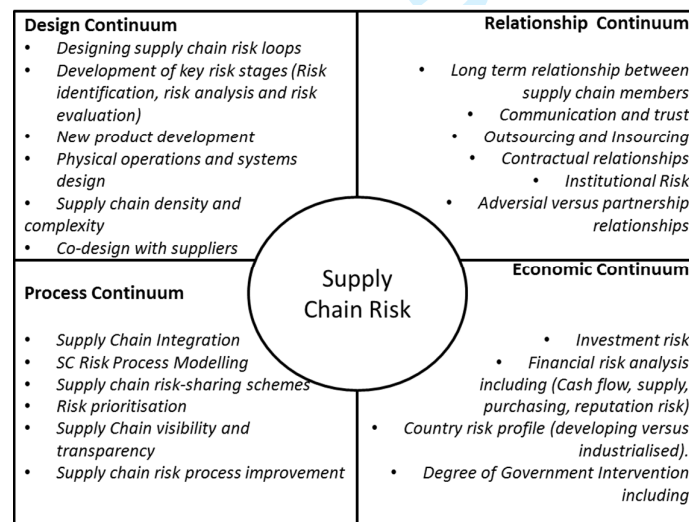 Design Continuum
• Designing supply chain risk loops
• Development of key risk stages (Risk
identification, risk analysis and risk
evaluation)
• New product development
• Physical operations and systems
design
• Supply chain density and
complexity
• Co-design with suppliers
Relationship Continuum
• Long term relationship between
supply chain members
• Communication and trust
• Outsourcing and Insourcing
• Contractual relationships
• Institutional Risk
• Adversial versus partnership
relationships
Supply
Chain Risk
Process Continuum
• Supply Chain Integration
• SC Risk Process Modelling
• Supply chain risk-sharing schemes
• Risk prioritisation
• Supply Chain visibility and
transparency
• Supply chain risk process improvement
Economic Continuum
• Investment risk
• Financial risk analysis
including (Cash flow, supply,
purchasing, reputation risk)
• Country risk profile (developing versus
industrialised).
• Degree of Government Intervention
including